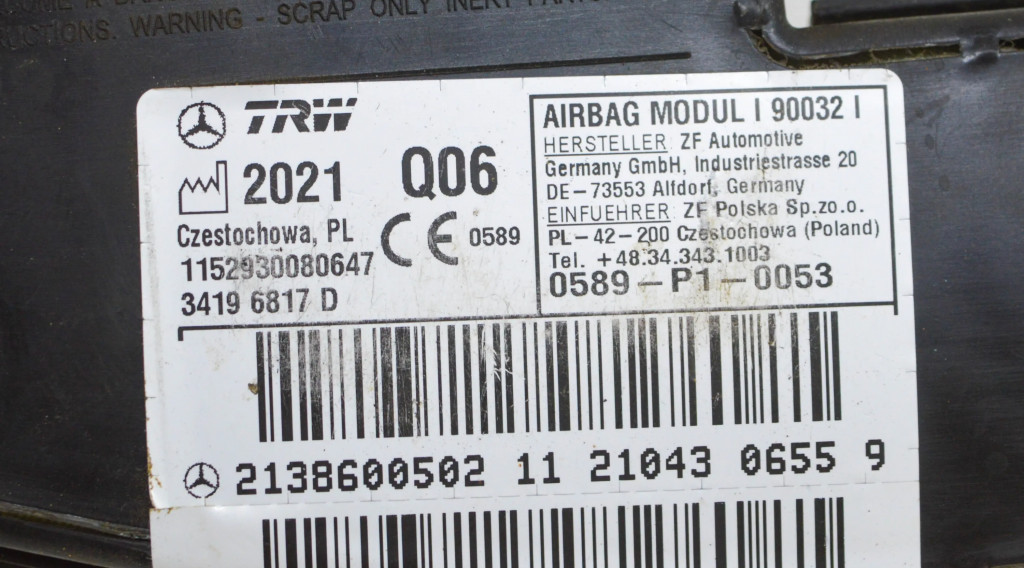 UCTIONS. WARNING - SCRAP ONLY INERT
TRW
2021 Q06
Czestochowa, PL
0589
1152930080647
3419 6817 D
AIRBAG MODUL I 90032 I
HERSTELLER: ZF Automotive
Germany GmbH, Industriestrasse 20
DE-73553 Alfdorf, Germany
EINFUEHRER: ZF Polska Sp.zo.o.
PL-42-200 Czestochowa (Poland)
Tel. +48.34.343.1003
0589-P1-0053
2138600502 11 21043 0655 9